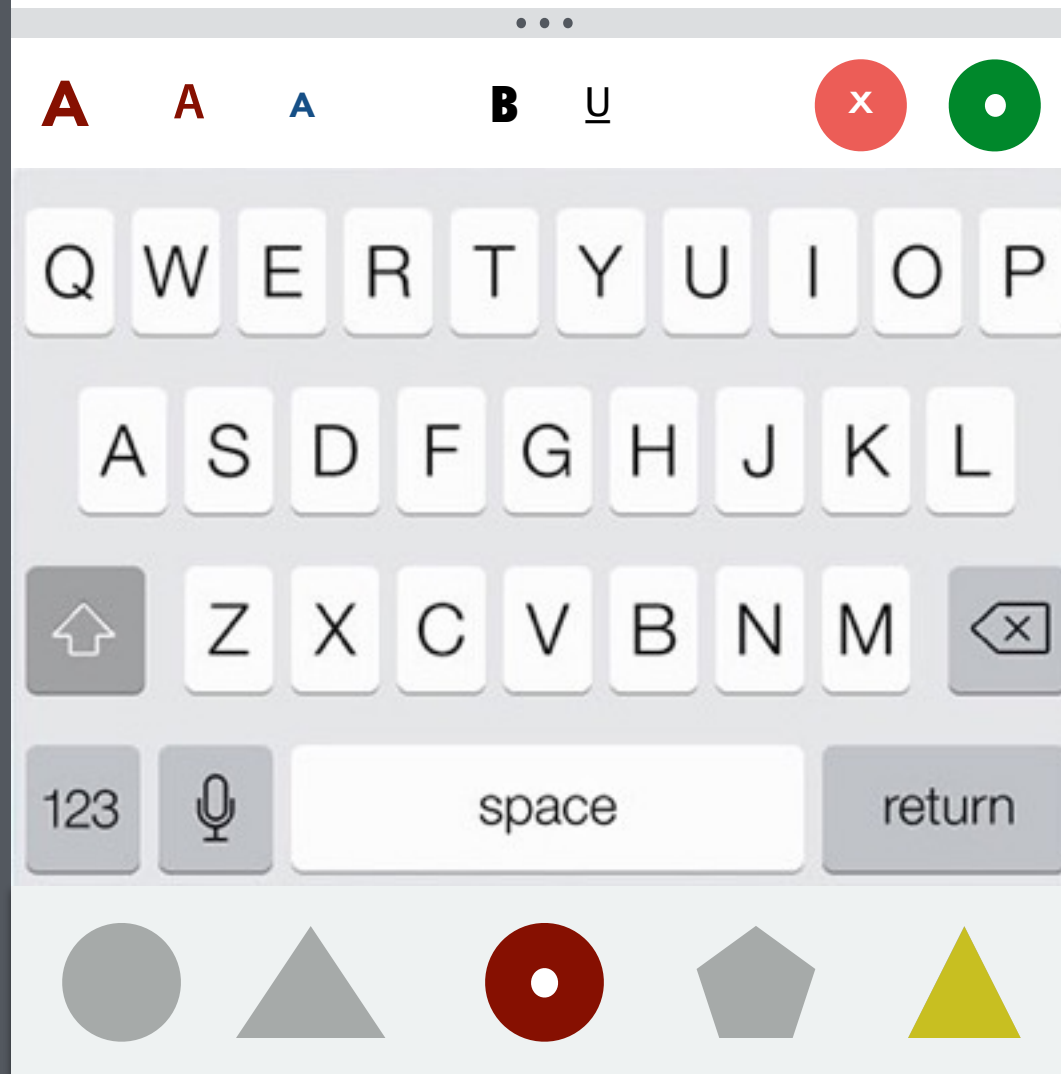 A A A B U x
Q W E R T Y U I O P
A S D F G H J K L
Z X C V B N M
123 space return